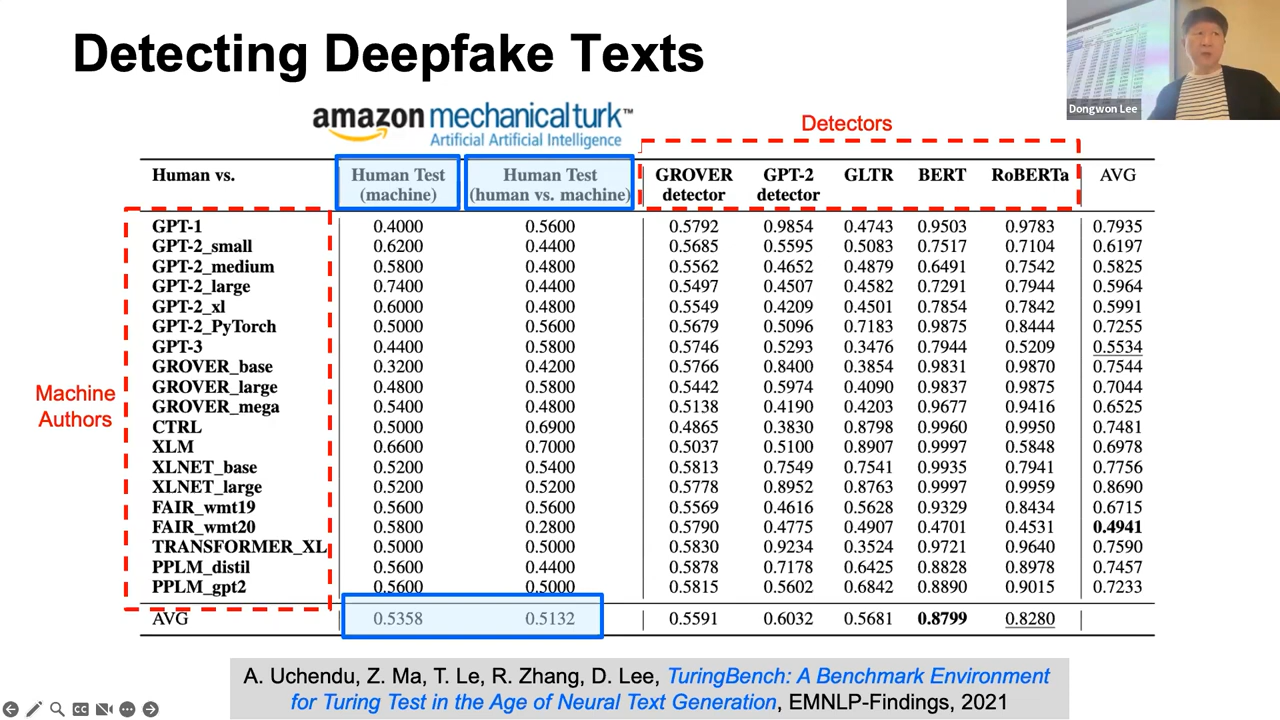 Detecting Deepfake Texts
Dongwon Lee
amazon mechanical turk™
Artificial Artificial Intelligence
Detectors
Human vs. Human Test (machine) Human Test (human vs. machine) GROVER detector GPT-2 detector GLTR BERT RoBERTa AVG
GPT-1 0.4000 0.5600 0.5792 0.9854 0.4743 0.9503 0.9783 0.7935
GPT-2_small 0.6200 0.4400 0.5685 0.5595 0.5083 0.7517 0.7104 0.6197
GPT-2_medium 0.5800 0.4800 0.5562 0.4652 0.4879 0.6491 0.7542 0.5825
GPT-2_large 0.7400 0.4400 0.5497 0.4507 0.4582 0.7291 0.7944 0.5964
GPT-2_xl 0.6000 0.4800 0.5549 0.4209 0.4501 0.7854 0.7842 0.5991
GPT-2_PyTorch 0.5000 0.5600 0.5679 0.5096 0.7183 0.9875 0.8444 0.7255
GPT-3 0.4400 0.5800 0.5746 0.5293 0.3476 0.7944 0.5209 0.5534
GROVER_base 0.3200 0.4200 0.5766 0.8400 0.3854 0.9831 0.9870 0.7544
GROVER_large 0.4800 0.5800 0.5442 0.5974 0.4090 0.9837 0.9875 0.7044
GROVER_mega 0.5400 0.4800 0.5138 0.4190 0.4203 0.9677 0.9416 0.6525
CTRL 0.5000 0.6900 0.4865 0.3830 0.8798 0.9960 0.9950 0.7481
XLM 0.6600 0.7000 0.5037 0.5100 0.8907 0.9997 0.5848 0.6978
XLNET_base 0.5200 0.5400 0.5813 0.7549 0.7541 0.9935 0.7941 0.7756
XLNET_large 0.5200 0.5200 0.5778 0.8952 0.8763 0.9997 0.9959 0.8690
FAIR_wmt19 0.5600 0.5600 0.5569 0.4616 0.5628 0.9329 0.8434 0.6715
FAIR_wmt20 0.5800 0.2800 0.5790 0.4775 0.4907 0.4701 0.4531 0.4941
TRANSFORMER_XL 0.5000 0.5000 0.5830 0.9234 0.3524 0.9721 0.9640 0.7590
PPLM_distil 0.5600 0.4400 0.5878 0.7178 0.6425 0.8828 0.8978 0.7457
PPLM_gpt2 0.5600 0.5000 0.5815 0.5602 0.6842 0.8890 0.9015 0.7233
AVG 0.5358 0.5132 0.5591 0.6032 0.5681 0.8799 0.8280
Machine
Authors
A. Uchendu, Z. Ma, T. Le, R. Zhang, D. Lee, TuringBench: A Benchmark Environment
for Turing Test in the Age of Neural Text Generation, EMNLP-Findings, 2021